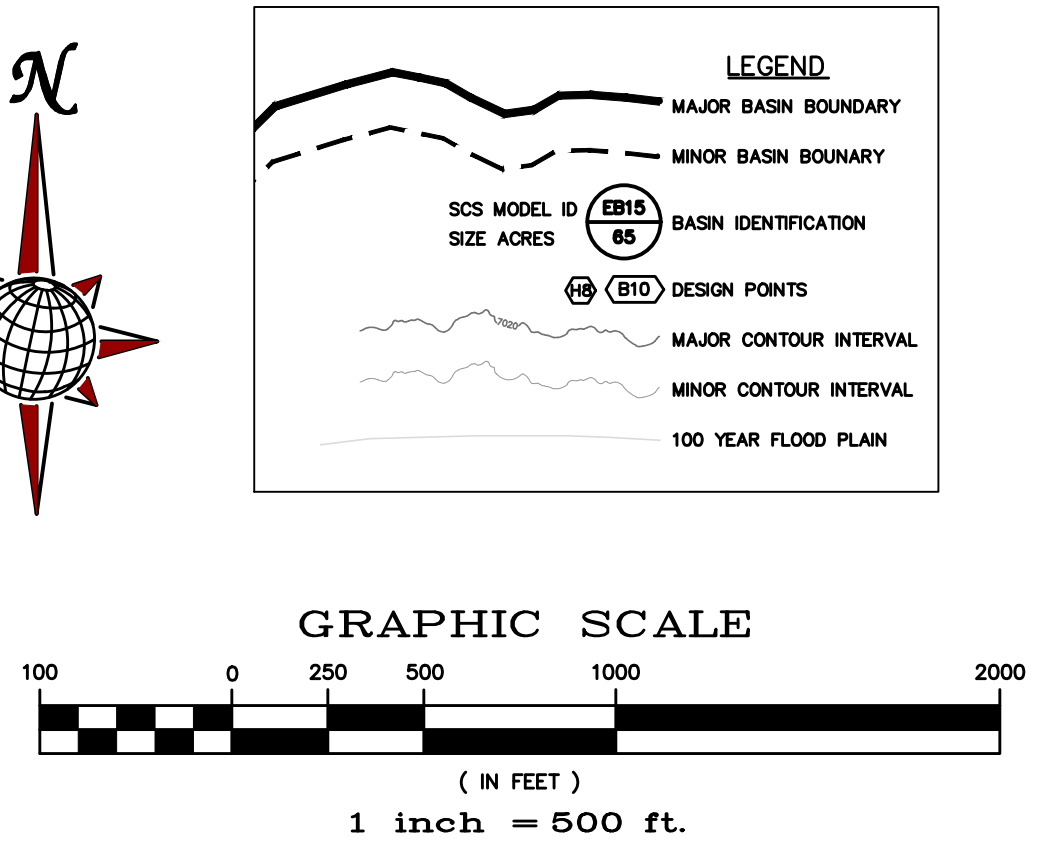 N
LEGEND
MAJOR BASIN BOUNDARY
MINOR BASIN BOUNARY
SCS MODEL ID EB15 BASIN IDENTIFICATION
SIZE ACRES 65
H8 B10 DESIGN POINTS
7020 MAJOR CONTOUR INTERVAL
MINOR CONTOUR INTERVAL
100 YEAR FLOOD PLAIN
GRAPHIC SCALE
100 0 250 500 1000 2000
( IN FEET )
1 inch = 500 ft.